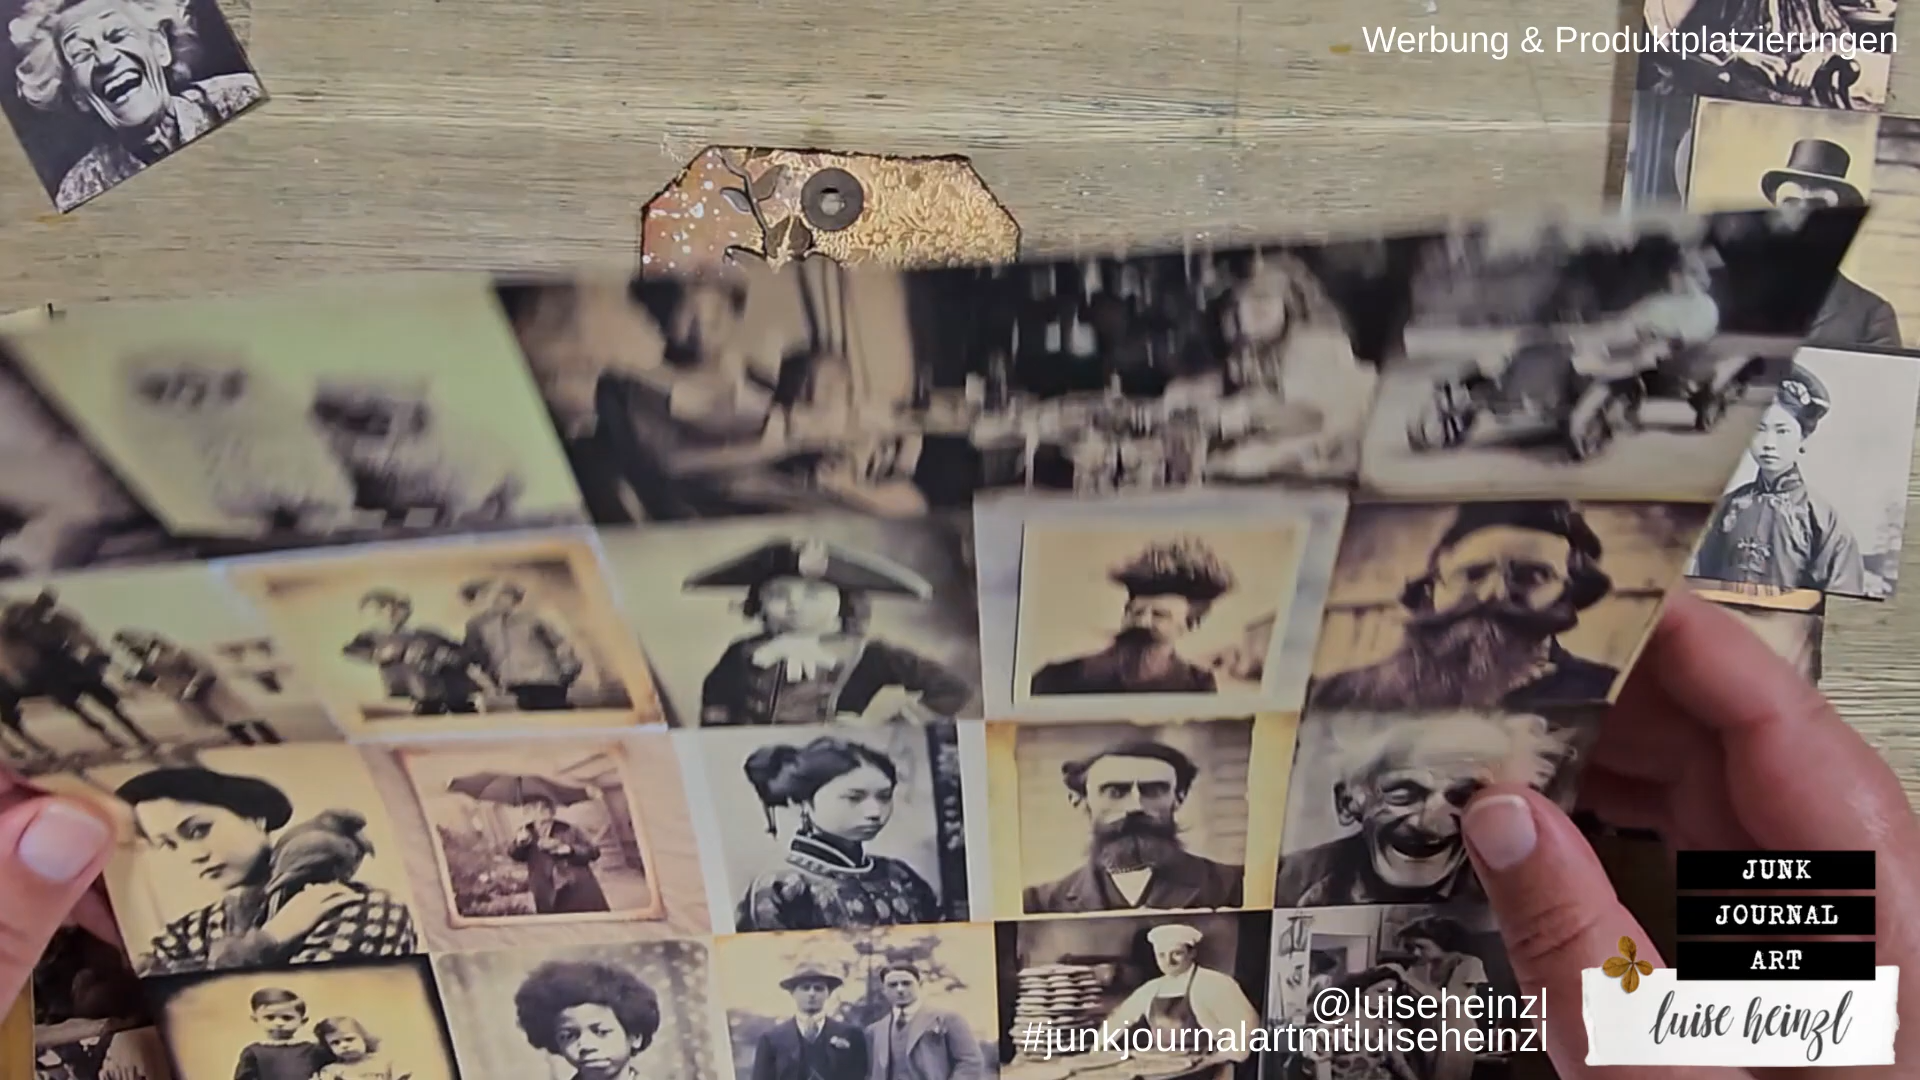 Werbung & Produktplatzierungen
JUNK
JOURNAL
ART
@luiseheinzl
#junkjournalartmitluiseheinzl
luise heinzl